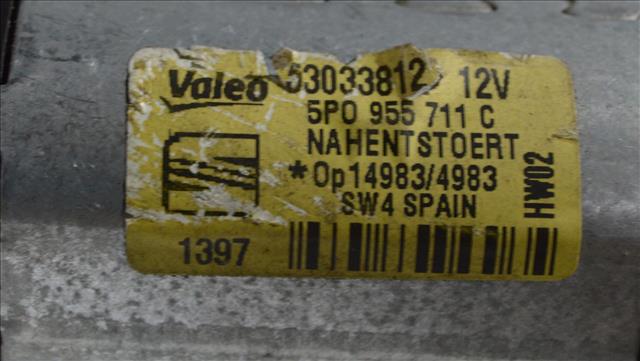 Valeo 53033812 12V
5P0 955 711 C
NAHENTSTOERT
*Op14983/4983
SW4 SPAIN
HW02
1397